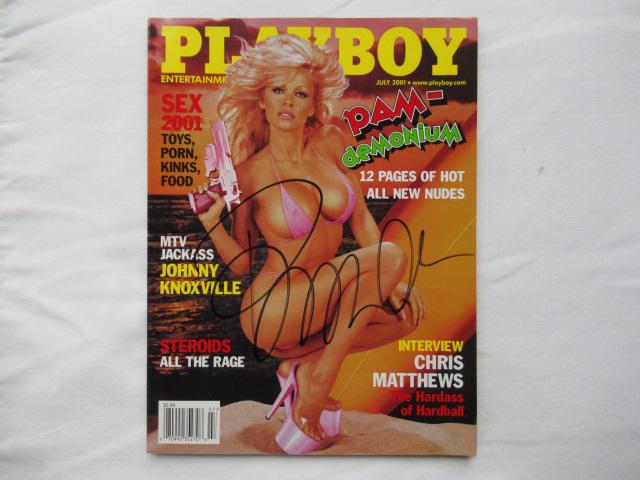 PLAYBOY
ENTERTAINME
JULY 2001 • www.playboy.com
SEX
2001
TOYS,
PORN,
KINKS,
FOOD
PAM-
DEMONIUM
12 PAGES OF HOT
ALL NEW NUDES
MTV
JACKASS
JOHNNY
KNOXVILLE
STEROIDS
ALL THE RAGE
INTERVIEW
CHRIS
MATTHEWS
The Hardass
of Hardball